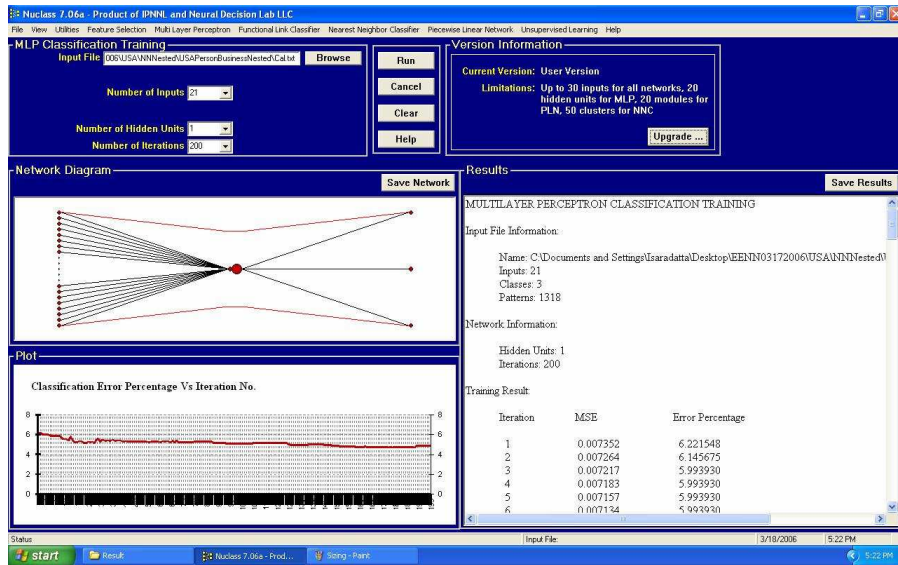 Nuclass 7.06a - Product of IPNNL and Neural Decision Lab LLC
File View Utilities Feature Selection Multi Layer Perceptron Functional Link Classifier Nearest Neighbor Classifier Piecewise Linear Network Unsupervised Learning Help
MLP Classification Training
Input File 006\USA\NNNested\USAPersonBusinessNested\Cal.txt Browse
Number of Inputs 21
Number of Hidden Units 1
Number of Iterations 200
Run
Cancel
Clear
Help
Version Information
Current Version: User Version
Limitations: Up to 30 inputs for all networks, 20
hidden units for MLP, 20 modules for
PLN, 50 clusters for NNC
Upgrade ...
Network Diagram
Save Network
Plot
Classification Error Percentage Vs Iteration No.
8 8
6 6
4 4
2 2
0 0
Results
Save Results
MULTILAYER PERCEPTRON CLASSIFICATION TRAINING
Input File Information:
Name: C:\Documents and Settings\Isaradatta\Desktop\EENN03172006\USA\NNNested\
Inputs: 21
Classes: 3
Patterns: 1318
Network Information:
Hidden Units: 1
Iterations: 200
Training Result:
Iteration MSE Error Percentage
1 0.007352 6.221548
2 0.007264 6.145675
3 0.007217 5.993930
4 0.007183 5.993930
5 0.007157 5.993930
6 0.007134 5.993930
Status Input File: 3/18/2006 5:22 PM
start Result Nuclass 7.06a - Prod... Sizing - Paint 5:22 PM